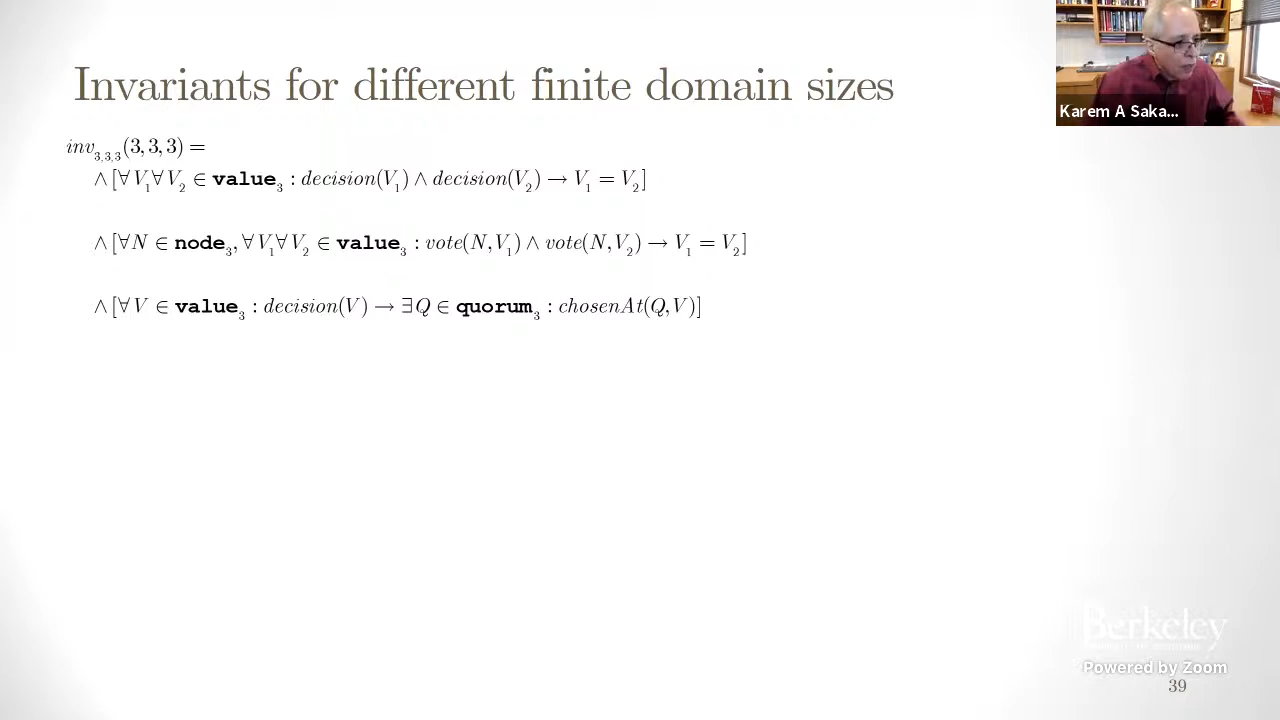 Invariants for different finite domain sizes
Karem A Saka...
inv₃,₃,₃(3, 3, 3) =
∧ [∀V₁∀V₂ ∈ value₃ : decision(V₁) ∧ decision(V₂) → V₁ = V₂]
∧ [∀N ∈ node₃, ∀V₁∀V₂ ∈ value₃ : vote(N, V₁) ∧ vote(N, V₂) → V₁ = V₂]
∧ [∀V ∈ value₃ : decision(V) → ∃Q ∈ quorum₃ : chosenAt(Q, V)]
Berkeley
Powered by Zoom
39